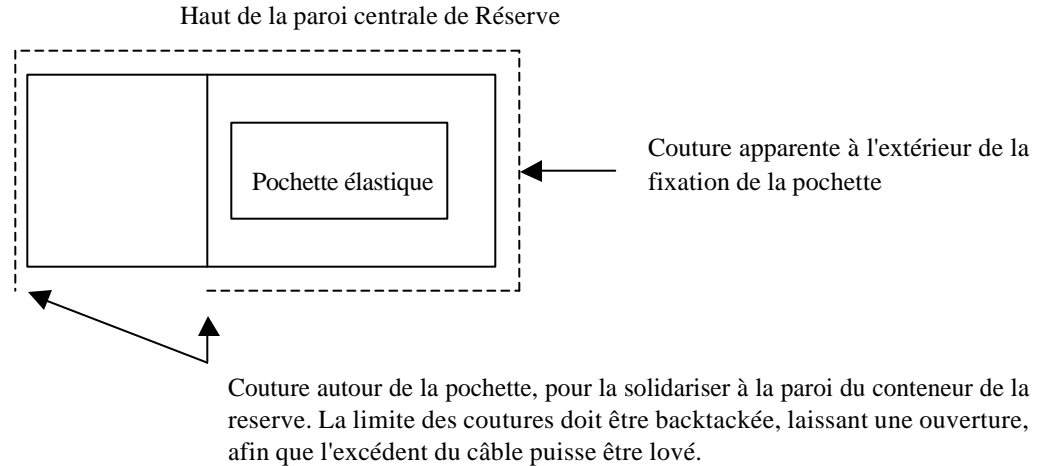 Haut de la paroi centrale de Réserve
Couture apparente à l'extérieur de la
fixation de la pochette
Pochette élastique
Couture autour de la pochette, pour la solidariser à la paroi du conteneur de la
reserve. La limite des coutures doit être backtackée, laissant une ouverture,
afin que l'excédent du câble puisse être lové.